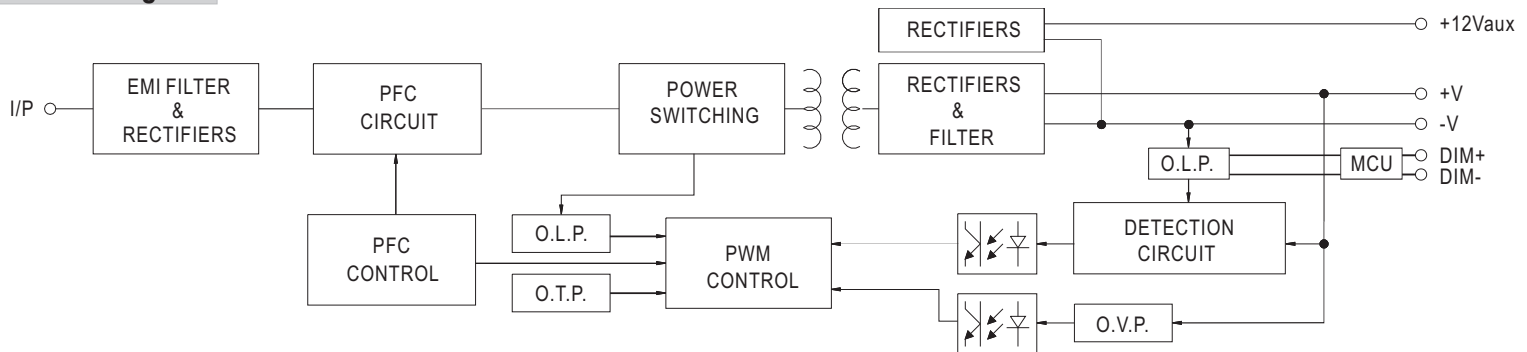 RECTIFIERS
+12Vaux
I/P
EMI FILTER
&
RECTIFIERS
PFC
CIRCUIT
POWER
SWITCHING
RECTIFIERS
&
FILTER
+V
-V
O.L.P.
MCU
DIM+
DIM-
PFC
CONTROL
O.L.P.
O.T.P.
PWM
CONTROL
DETECTION
CIRCUIT
O.V.P.